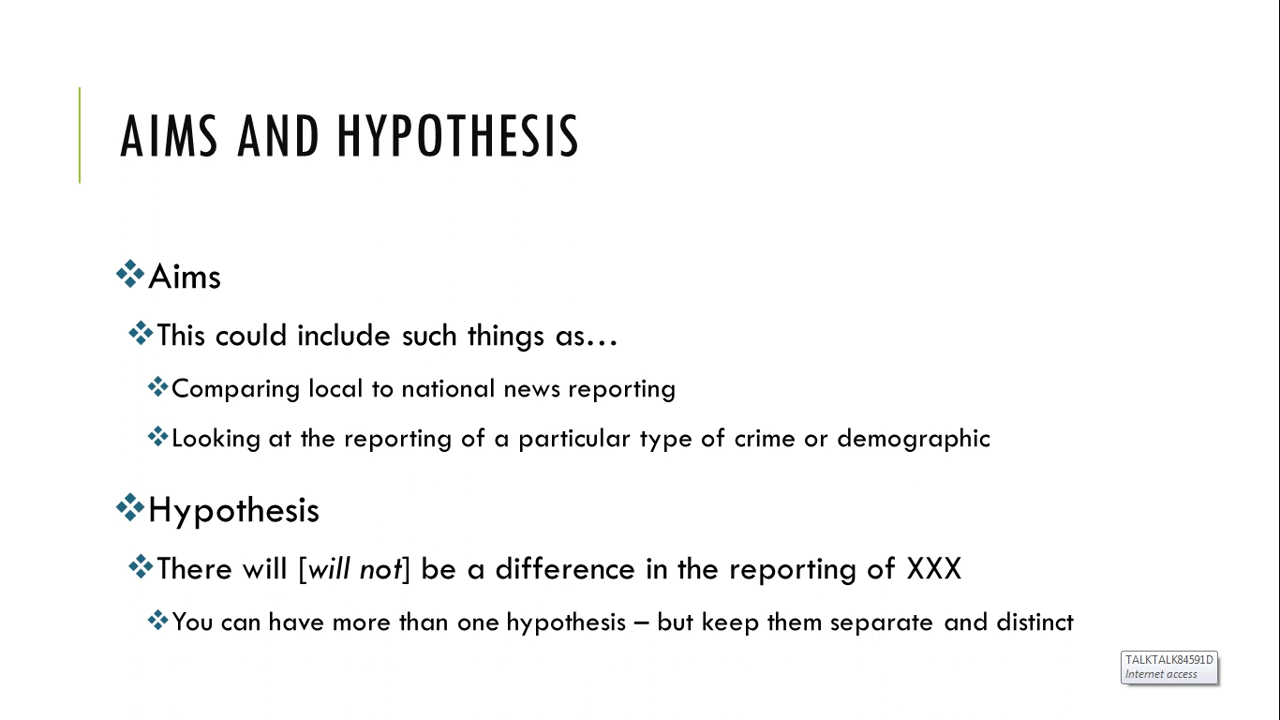 AIMS AND HYPOTHESIS
Aims
This could include such things as…
Comparing local to national news reporting
Looking at the reporting of a particular type of crime or demographic
Hypothesis
There will [will not] be a difference in the reporting of XXX
You can have more than one hypothesis – but keep them separate and distinct
TALKTALK84591D
Internet access